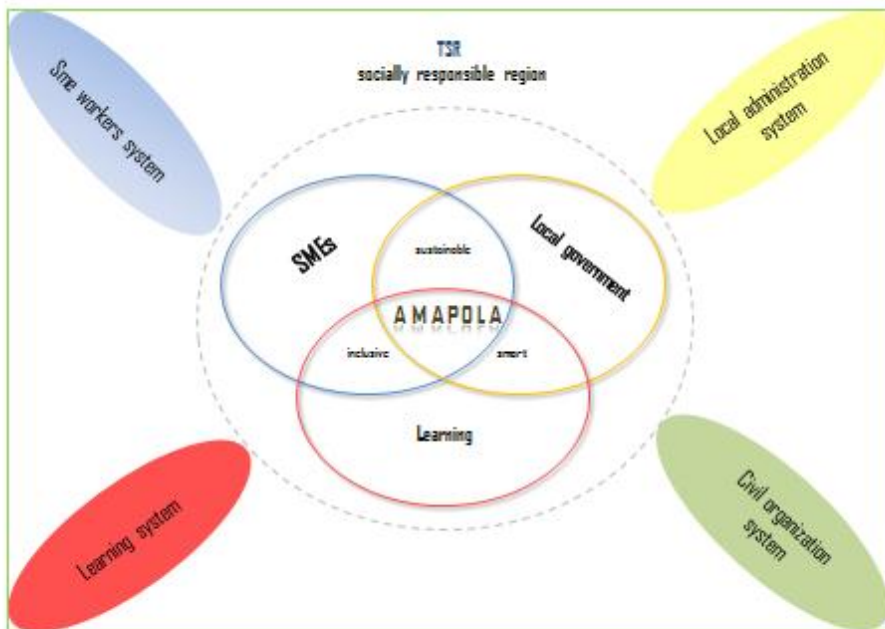 TSR
socially responsible region
Sme workers system
Local administration
system
SMEs
sustainable
Local government
AMAPOLA
inclusive
smart
Learning
Learning system
Civil organization
system